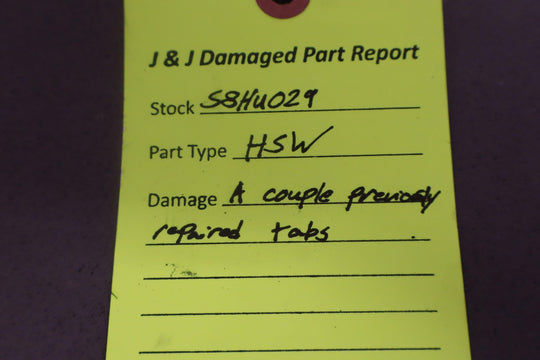 J & J Damaged Part Report
Stock S8HU029
Part Type HSW
Damage A couple previously
repaired tabs